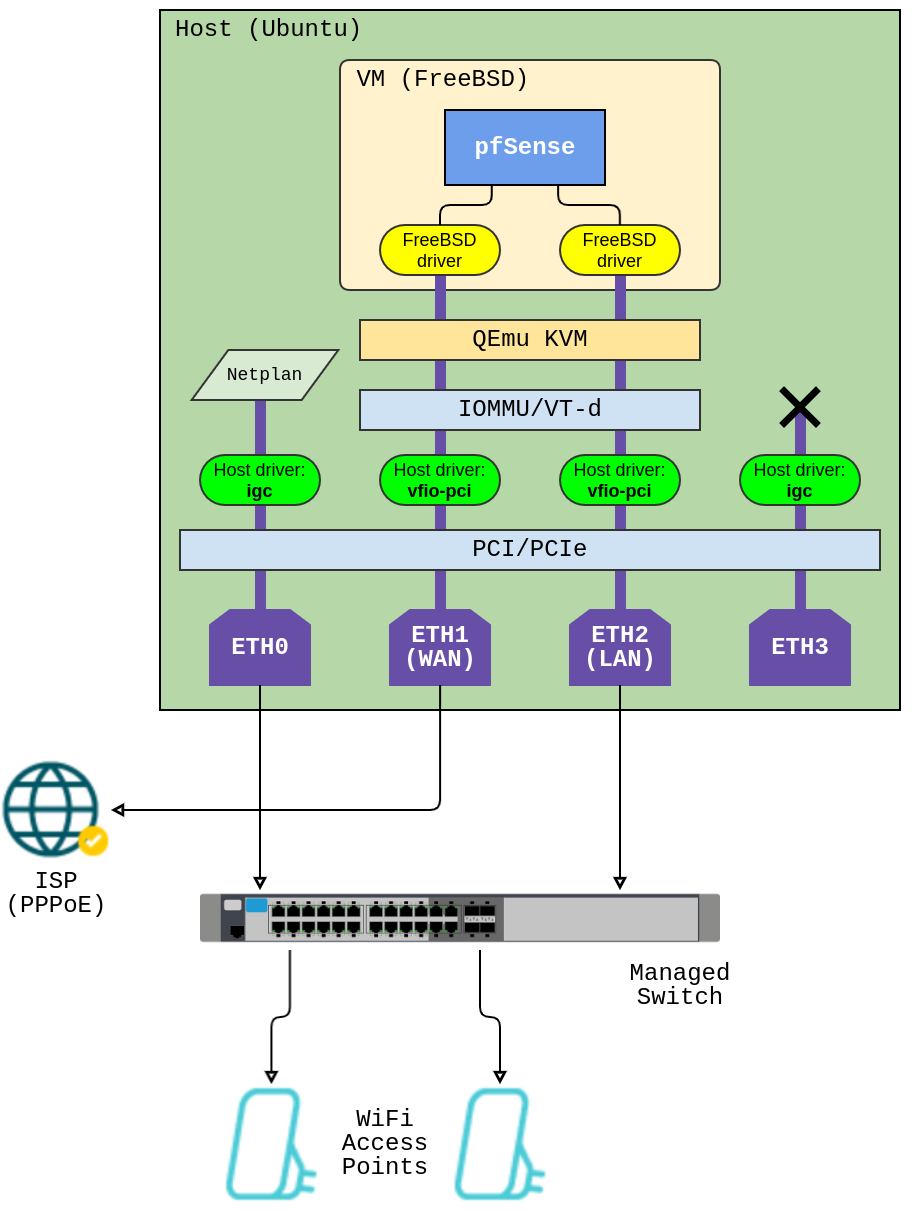 Host (Ubuntu)
VM (FreeBSD)
pfSense
FreeBSD
driver
FreeBSD
driver
QEmu KVM
Netplan
IOMMU/VT-d
Host driver:
igc
Host driver:
vfio-pci
Host driver:
vfio-pci
Host driver:
igc
PCI/PCIe
ETH0
ETH1
(WAN)
ETH2
(LAN)
ETH3
ISP
(PPPoE)
Managed
Switch
WiFi
Access
Points